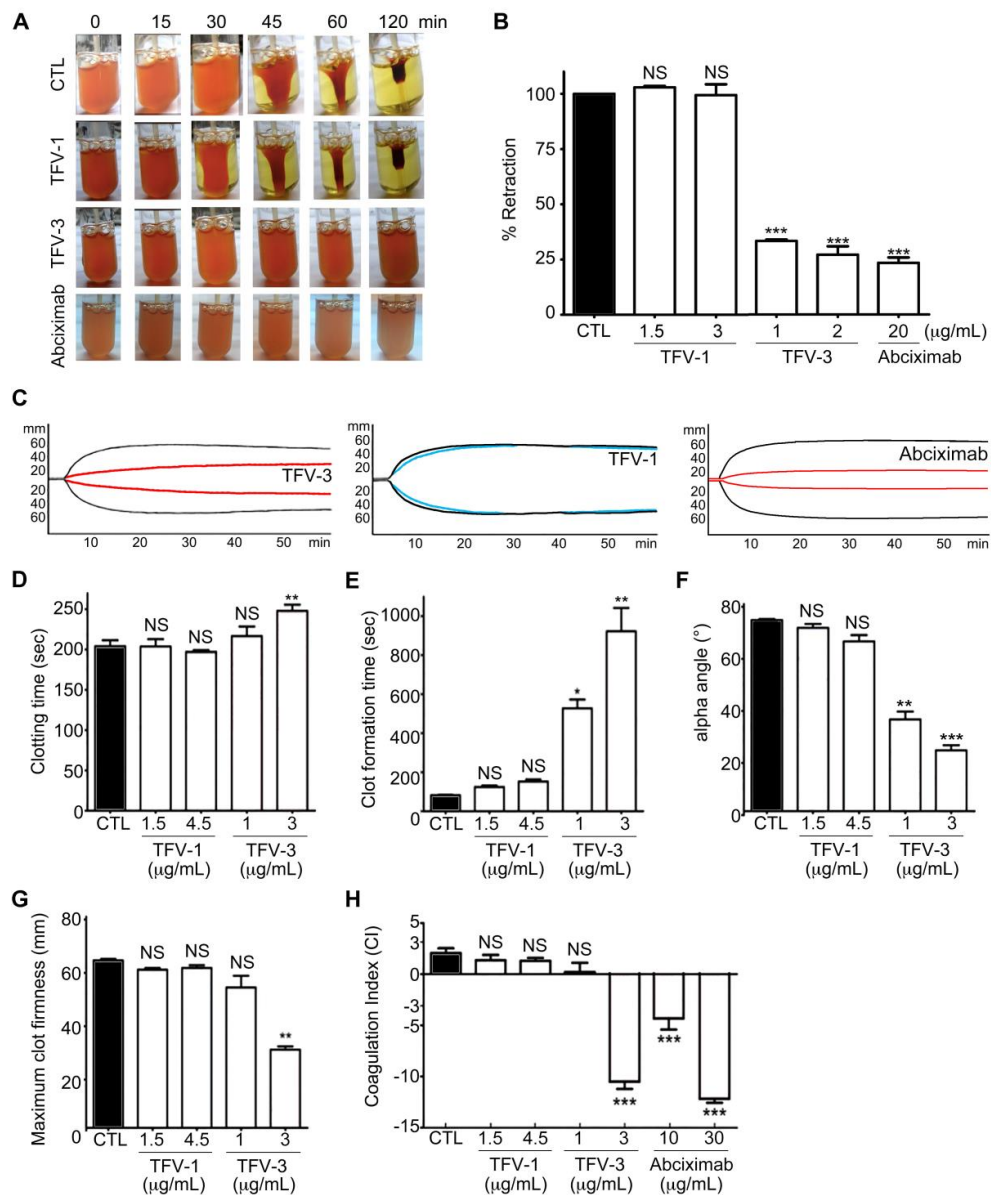 A
0 15 30 45 60 120 min
CTL
TFV-1
TFV-3
Abciximab
B
% Retraction
100
75
50
25
0
NS NS *** *** ***
CTL 1.5 3 1 2 20 (μg/mL)
TFV-1 TFV-3 Abciximab
C
mm
60
40
20
20
40
60
TFV-3
10 20 30 40 50 min
mm
60
40
20
20
40
60
TFV-1
10 20 30 40 50 min
mm
60
40
20
20
40
60
Abciximab
10 20 30 40 50 min
D
Clotting time (sec)
250
200
150
100
50
0
NS NS NS **
CTL 1.5 4.5 1 3
TFV-1 TFV-3
(μg/mL) (μg/mL)
E
Clot formation time (sec)
1000
800
600
400
200
0
NS NS * **
CTL 1.5 4.5 1 3
TFV-1 TFV-3
(μg/mL) (μg/mL)
F
alpha angle (°)
80
60
40
20
0
NS NS ** ***
CTL 1.5 4.5 1 3
TFV-1 TFV-3
(μg/mL) (μg/mL)
G
Maximum clot firmness (mm)
80
60
40
20
0
NS NS NS **
CTL 1.5 4.5 1 3
TFV-1 TFV-3
(μg/mL) (μg/mL)
H
Coagulation Index (CI)
5
3
0
-3
-5
-10
-15
NS NS NS *** *** ***
CTL 1.5 4.5 1 3 10 30
TFV-1 TFV-3 Abciximab
(μg/mL) (μg/mL) (μg/mL)